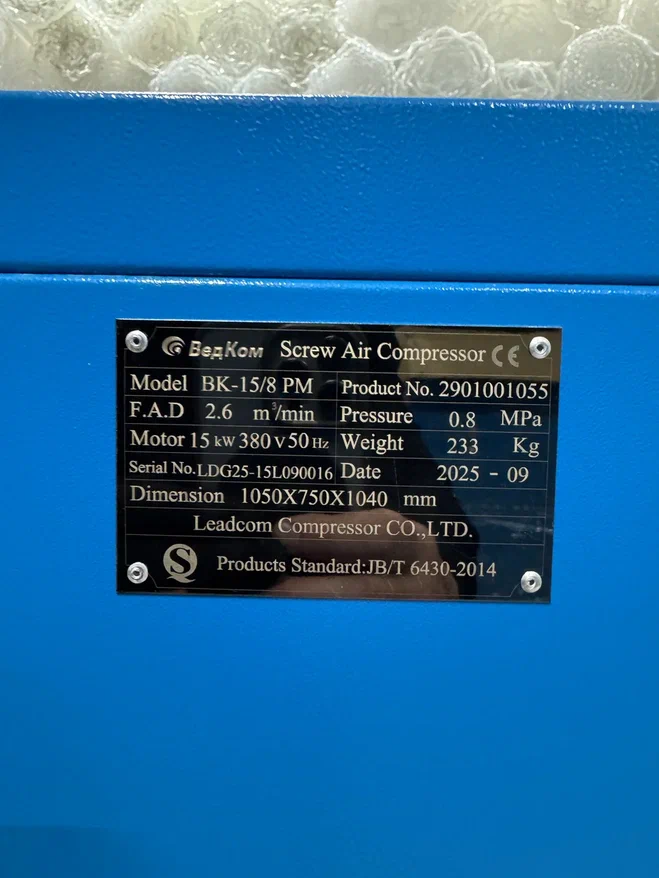 ВедКом Screw Air Compressor CE
Model BK-15/8 PM Product No. 2901001055
F.A.D 2.6 m³/min Pressure 0.8 MPa
Motor 15 kW 380 V 50 Hz Weight 233 Kg
Serial No. LDG25-15L090016 Date 2025 - 09
Dimension 1050X750X1040 mm
Leadcom Compressor CO.,LTD.
Products Standard:JB/T 6430-2014